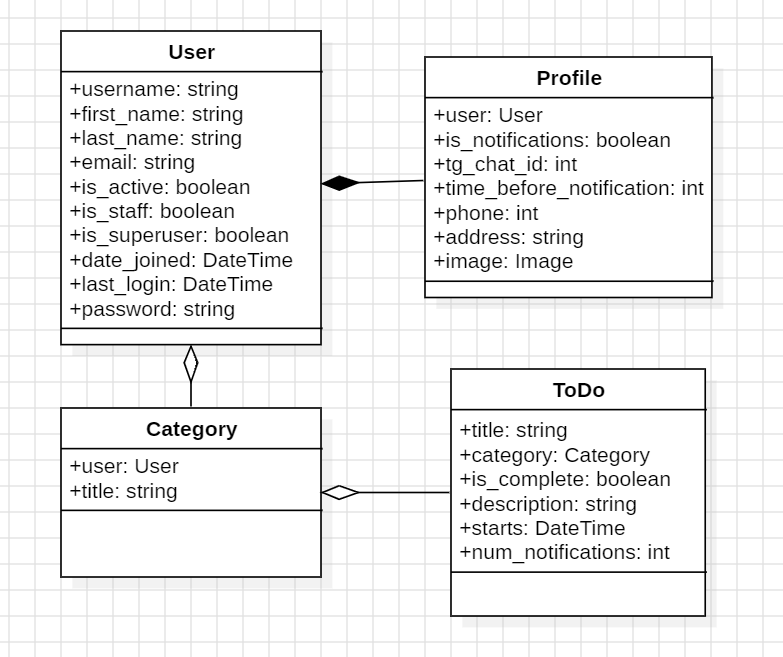 User
+username: string
+first_name: string
+last_name: string
+email: string
+is_active: boolean
+is_staff: boolean
+is_superuser: boolean
+date_joined: DateTime
+last_login: DateTime
+password: string
Profile
+user: User
+is_notifications: boolean
+tg_chat_id: int
+time_before_notification: int
+phone: int
+address: string
+image: Image
Category
+user: User
+title: string
ToDo
+title: string
+category: Category
+is_complete: boolean
+description: string
+starts: DateTime
+num_notifications: int